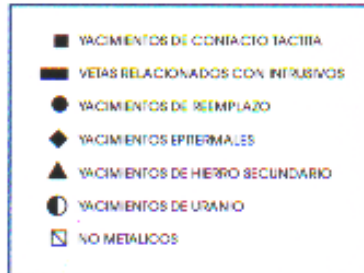 YACIMIENTOS DE CONTACTO TACTITA
VETAS RELACIONADOS CON INTRUSIVOS
YACIMIENTOS DE REEMPLAZO
YACIMIENTOS EPITERMALES
YACIMIENTOS DE HIERRO SECUNDARIO
YACIMIENTOS DE URANIO
NO METALICOS